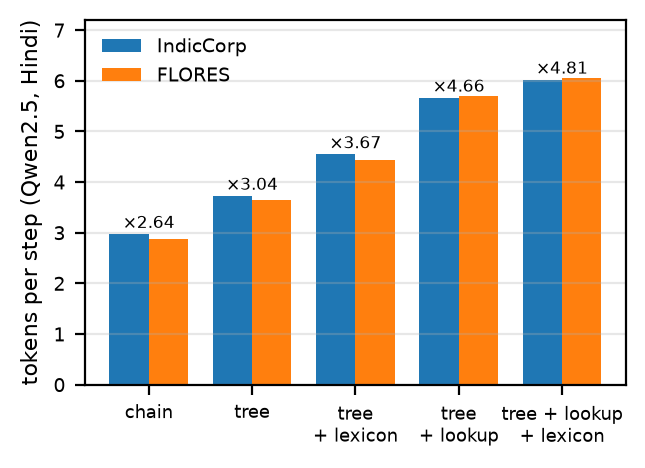 tokens per step (Qwen2.5, Hindi)
7
6
5
4
3
2
1
0
IndicCorp
FLORES
×2.64
×3.04
×3.67
×4.66
×4.81
chain
tree
tree
+ lexicon
tree
+ lookup
tree + lookup
+ lexicon